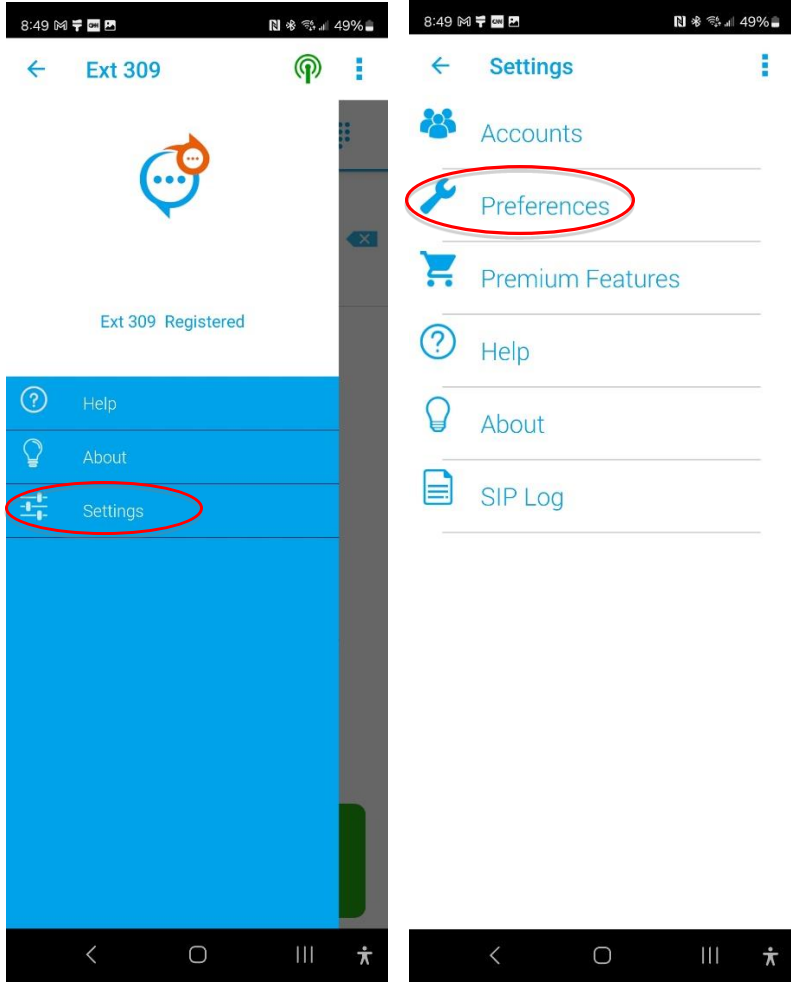 8:49 49%
Ext 309
Ext 309 Registered
Help
About
Settings
8:49 49%
Settings
Accounts
Preferences
Premium Features
Help
About
SIP Log